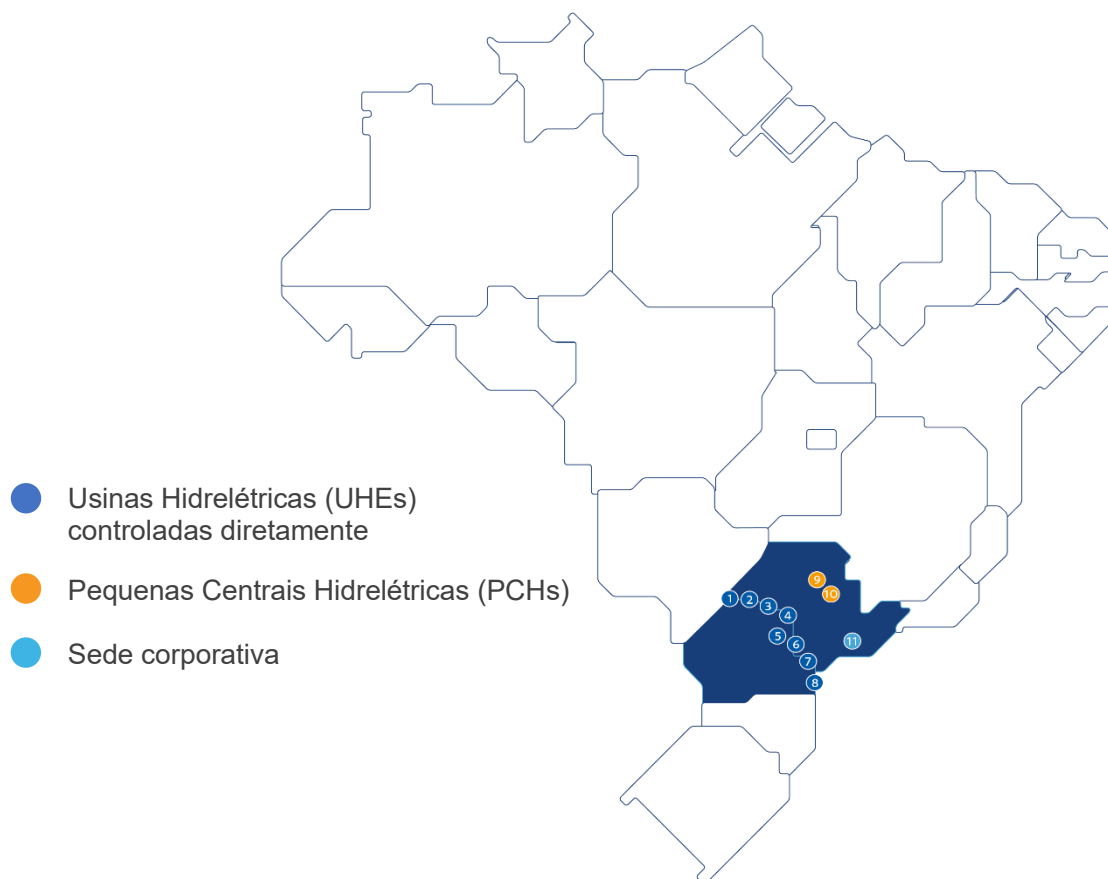 Usinas Hidrelétricas (UHEs)
controladas diretamente
Pequenas Centrais Hidrelétricas (PCHs)
Sede corporativa
1
2
3
4
5
6
7
8
9
10
11